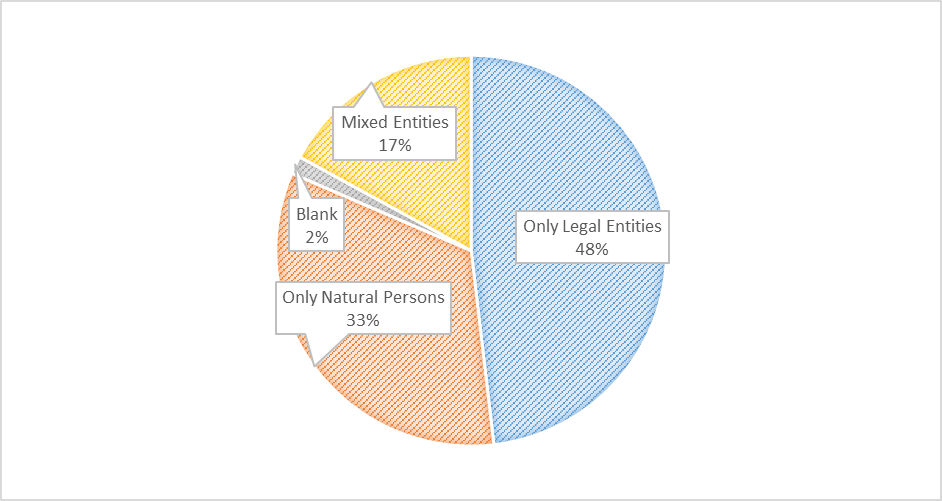 Mixed Entities
17%
Only Legal Entities
48%
Blank
2%
Only Natural Persons
33%